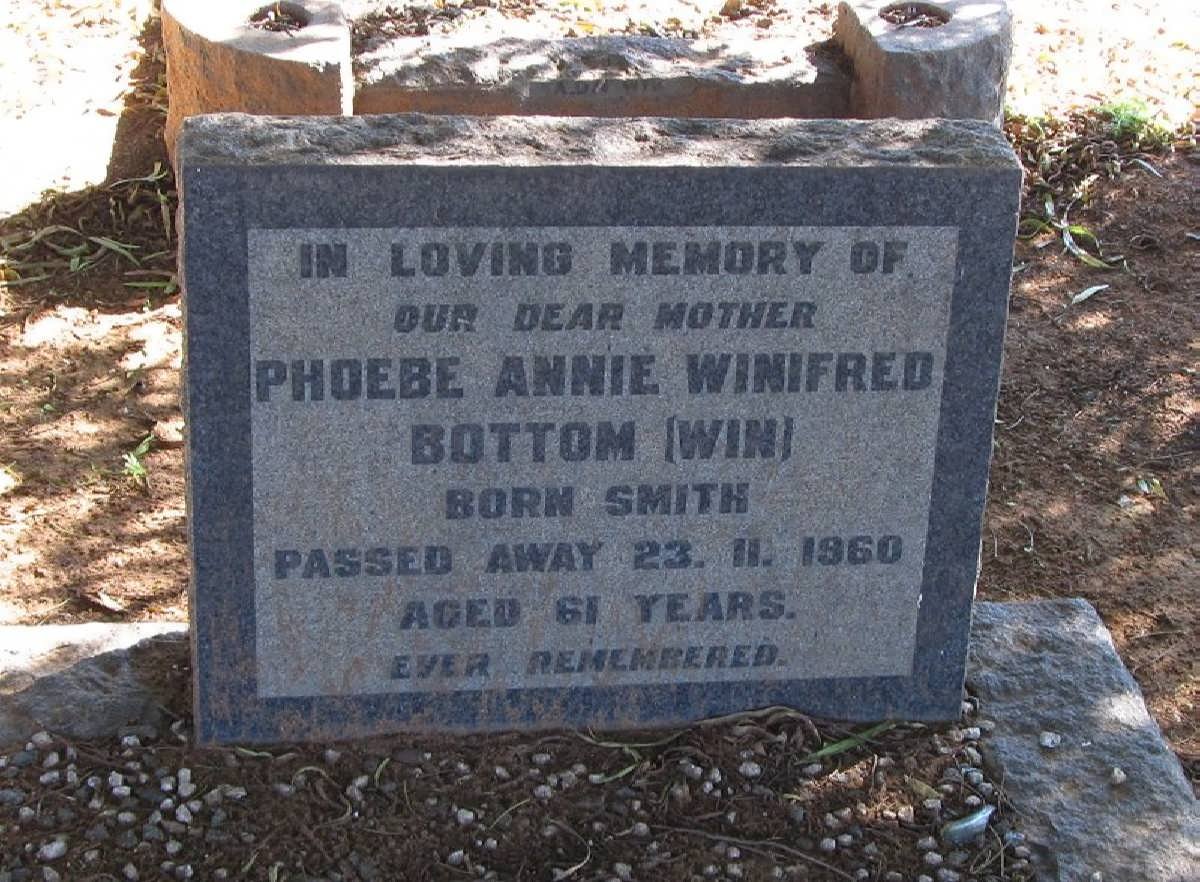 IN LOVING MEMORY OF
OUR DEAR MOTHER
PHOEBE ANNIE WINIFRED
BOTTOM (WIN)
BORN SMITH
PASSED AWAY 23. 11. 1960
AGED 61 YEARS.
EVER REMEMBERED.